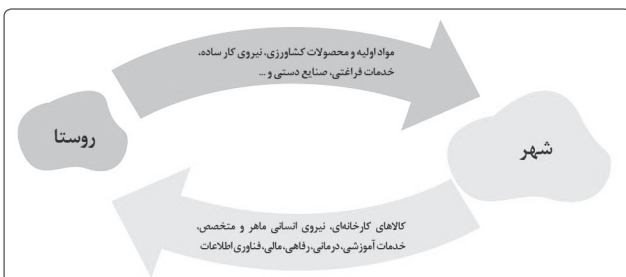 مواد اولیه و محصولات کشاورزی، نیروی کار ساده،
خدمات فراغتی، صنایع دستی و ...
روستا
شهر
کالاهای کارخانه‌ای، نیروی انسانی ماهر و متخصص،
خدمات آموزشی، درمانی، رفاهی، مالی، فناوری اطلاعات